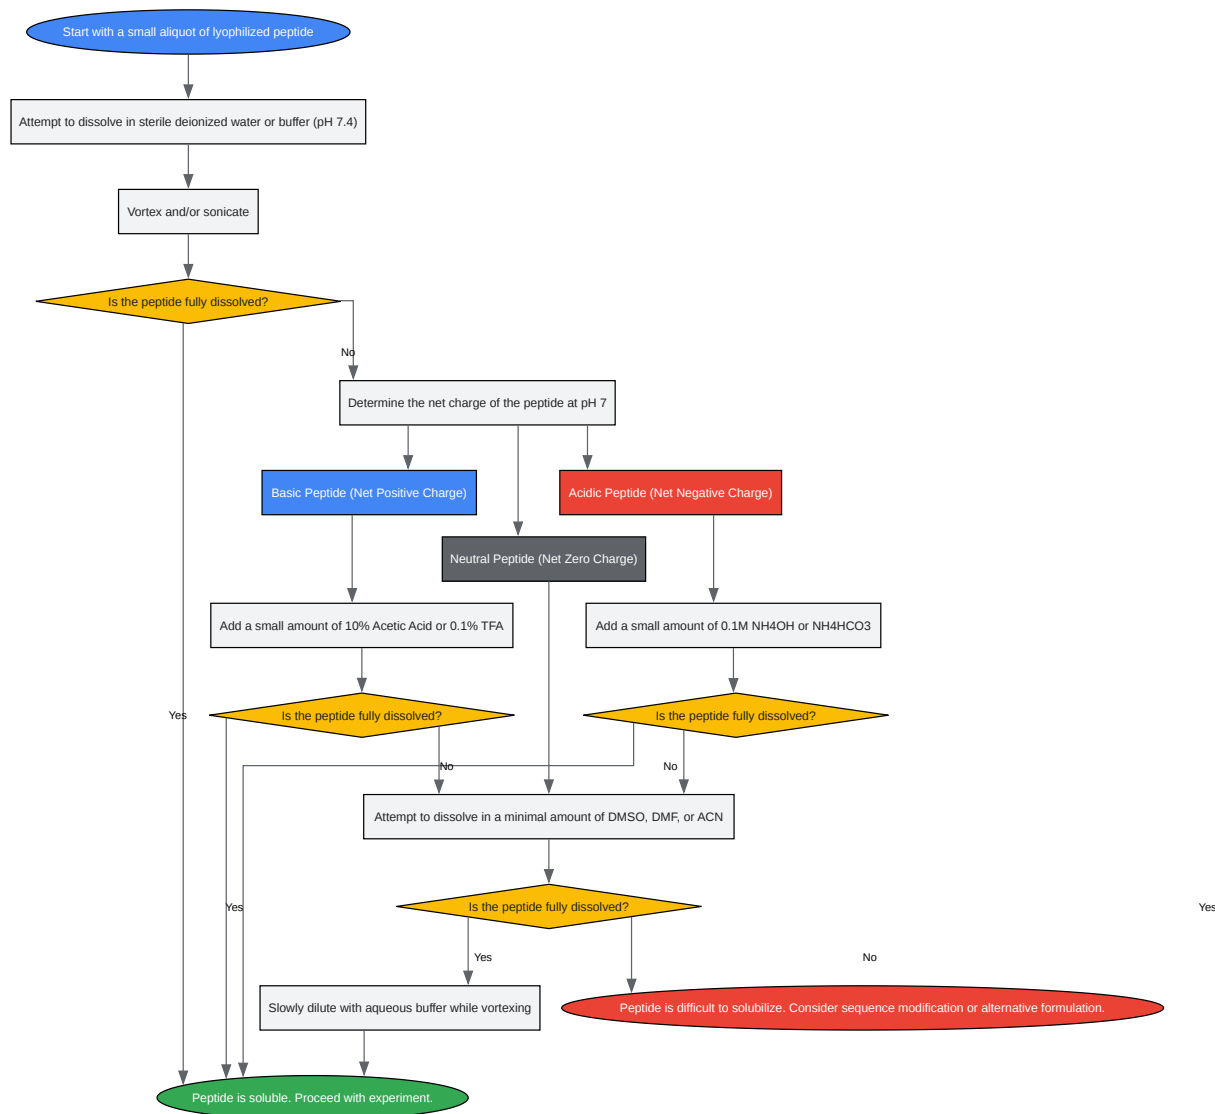 Start with a small aliquot of lyophilized peptide
Attempt to dissolve in sterile deionized water or buffer (pH 7.4)
Vortex and/or sonicate
Is the peptide fully dissolved?
No
Determine the net charge of the peptide at pH 7
Basic Peptide (Net Positive Charge)
Acidic Peptide (Net Negative Charge)
Neutral Peptide (Net Zero Charge)
Add a small amount of 10% Acetic Acid or 0.1% TFA
Add a small amount of 0.1M NH4OH or NH4HCO3
Yes
Is the peptide fully dissolved?
Is the peptide fully dissolved?
No
No
Attempt to dissolve in a minimal amount of DMSO, DMF, or ACN
Yes
Is the peptide fully dissolved?
Yes
Yes
No
Slowly dilute with aqueous buffer while vortexing
Peptide is difficult to solubilize. Consider sequence modification or alternative formulation.
Peptide is soluble. Proceed with experiment.